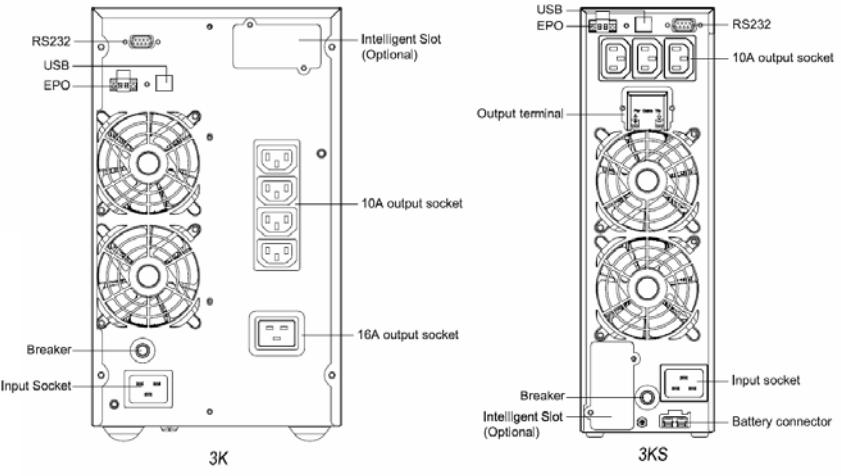 RS232
USB
EPO
Intelligent Slot
(Optional)
10A output socket
16A output socket
Breaker
Input Socket
3K
USB
EPO
RS232
10A output socket
Output terminal
Input socket
Breaker
Intelligent Slot
(Optional)
Battery connector
3KS